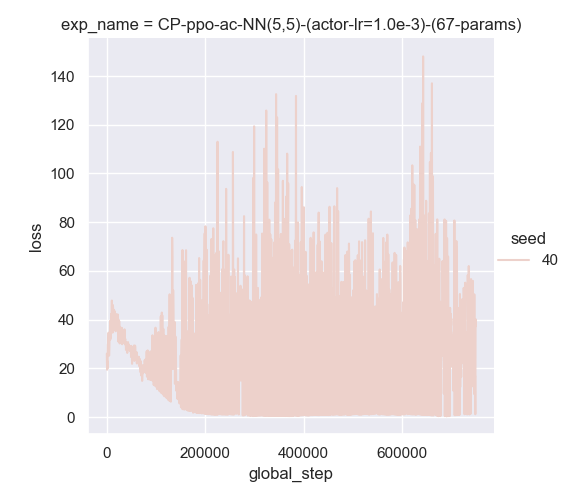 exp_name = CP-ppo-ac-NN(5,5)-(actor-lr=1.0e-3)-(67-params)
140
120
100
80
60
40
20
0
loss
0 200000 400000 600000
global_step
seed
40